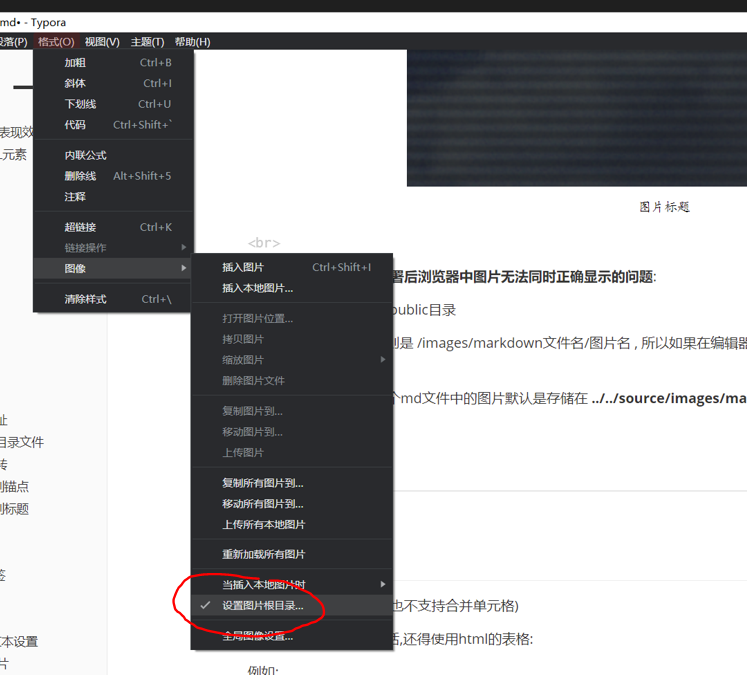 md• - Typora
段落(P) 格式(O) 视图(V) 主题(T) 帮助(H)
加粗 Ctrl+B
斜体 Ctrl+I
下划线 Ctrl+U
代码 Ctrl+Shift+`
内联公式
删除线 Alt+Shift+5
注释
超链接 Ctrl+K
链接操作
图像
清除样式 Ctrl+\
插入图片 Ctrl+Shift+I
插入本地图片...
打开图片位置...
拷贝图片
缩放图片
删除图片文件
复制图片到...
移动图片到...
上传图片
复制所有图片到...
移动所有图片到...
上传所有本地图片
重新加载所有图片
当插入本地图片时
设置图片根目录...
全局图像设置...
表现效
元素
址
目录文件
转
锚点
标题
签
本设置
片
图片标题
<br>
署后浏览器中图片无法同时正确显示的问题:
public目录
是 /images/markdown文件名/图片名 , 所以如果在编辑器
个md文件中的图片默认是存储在 ../../source/images/ma
也不支持合并单元格)
,还得使用html的表格:
例如: